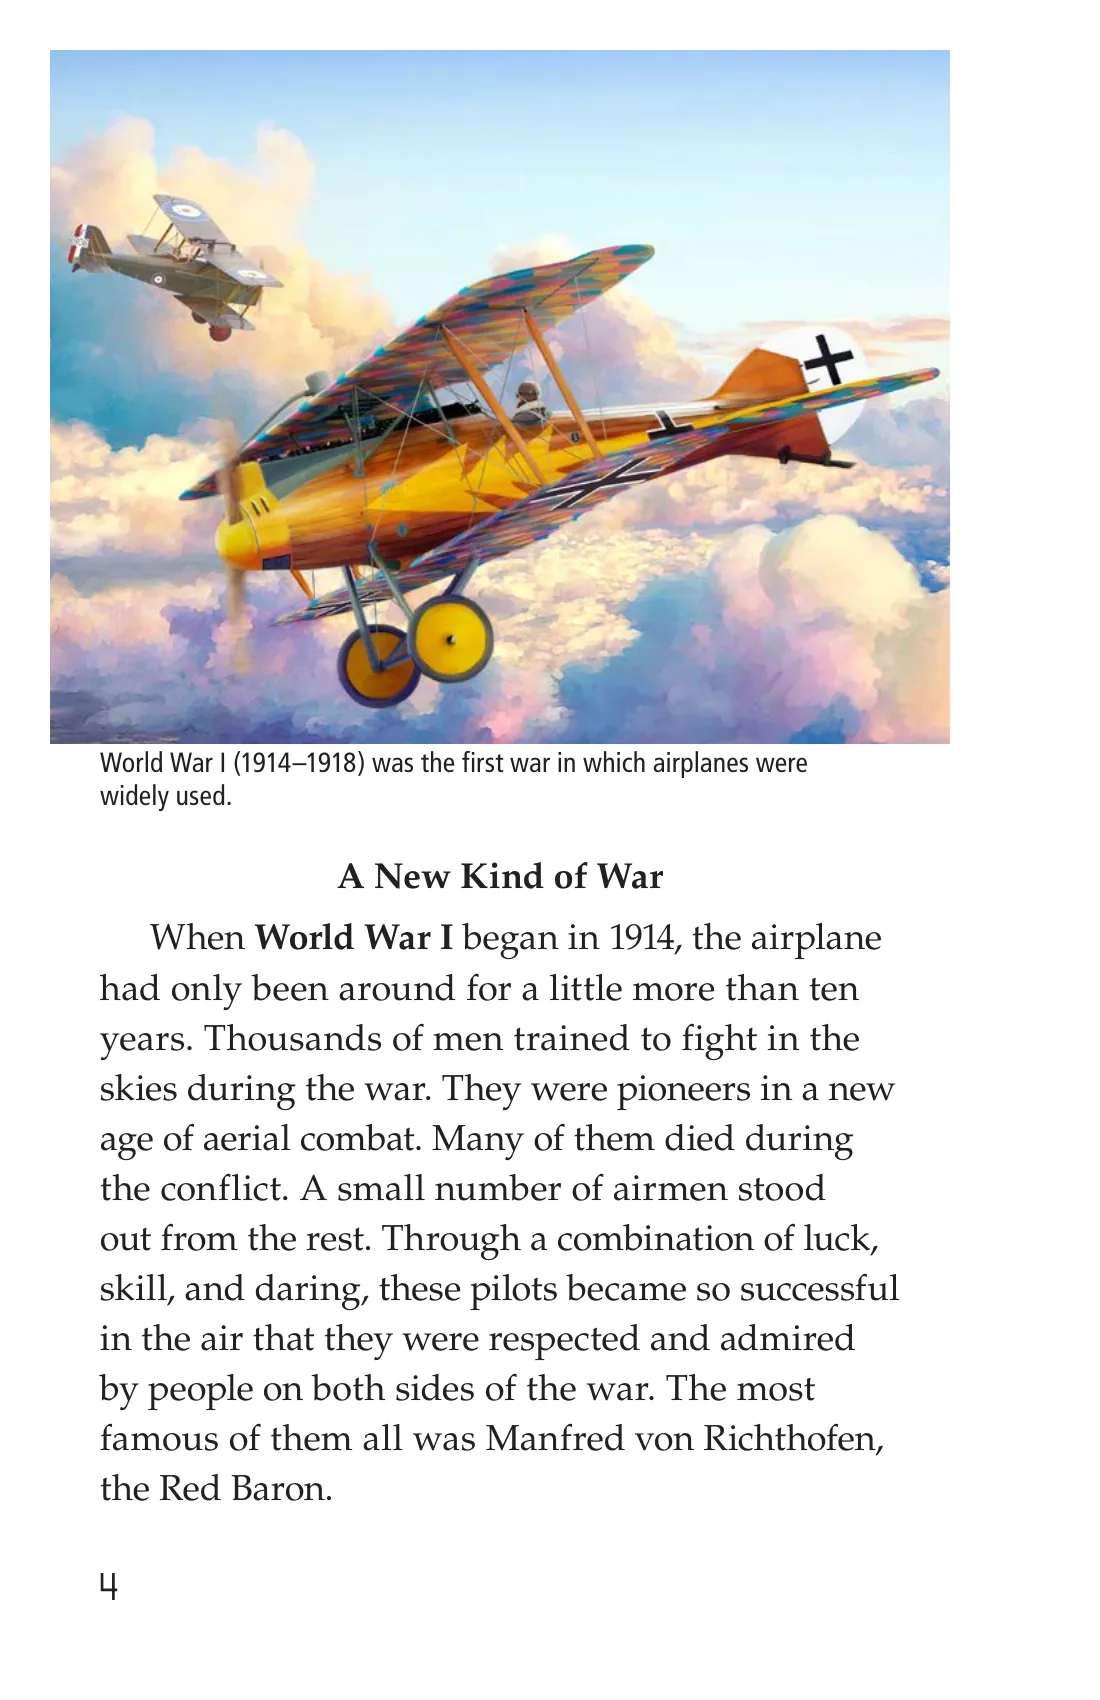 World War I (1914–1918) was the first war in which airplanes were
widely used.
A New Kind of War
When World War I began in 1914, the airplane
had only been around for a little more than ten
years. Thousands of men trained to fight in the
skies during the war. They were pioneers in a new
age of aerial combat. Many of them died during
the conflict. A small number of airmen stood
out from the rest. Through a combination of luck,
skill, and daring, these pilots became so successful
in the air that they were respected and admired
by people on both sides of the war. The most
famous of them all was Manfred von Richthofen,
the Red Baron.
4